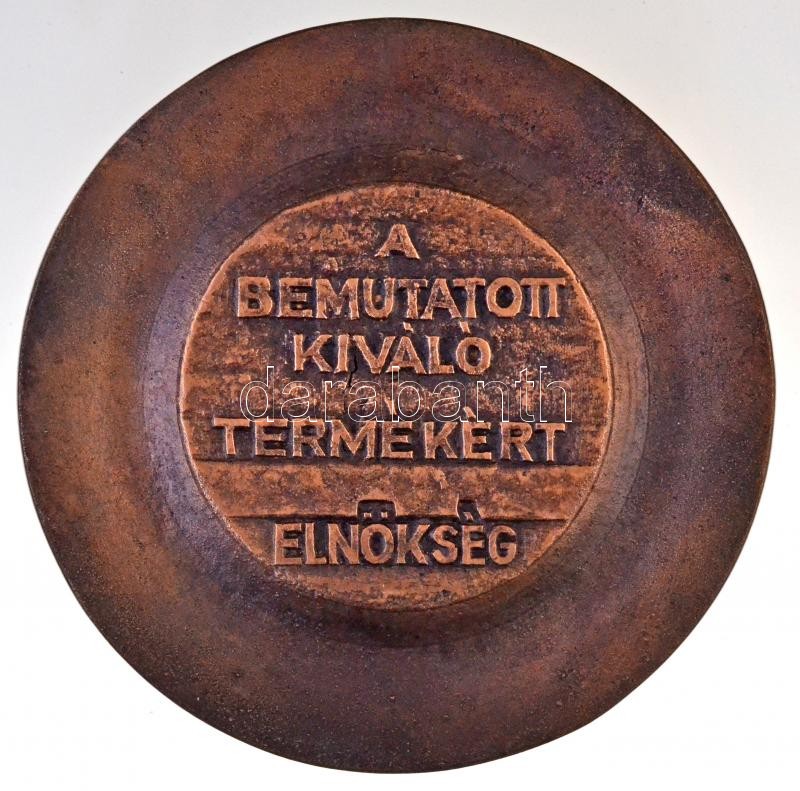 A
BEMUTATOTT
KIVÁLÓ
darabanth
TERMÉKÉRT
ELNÖKSÉG